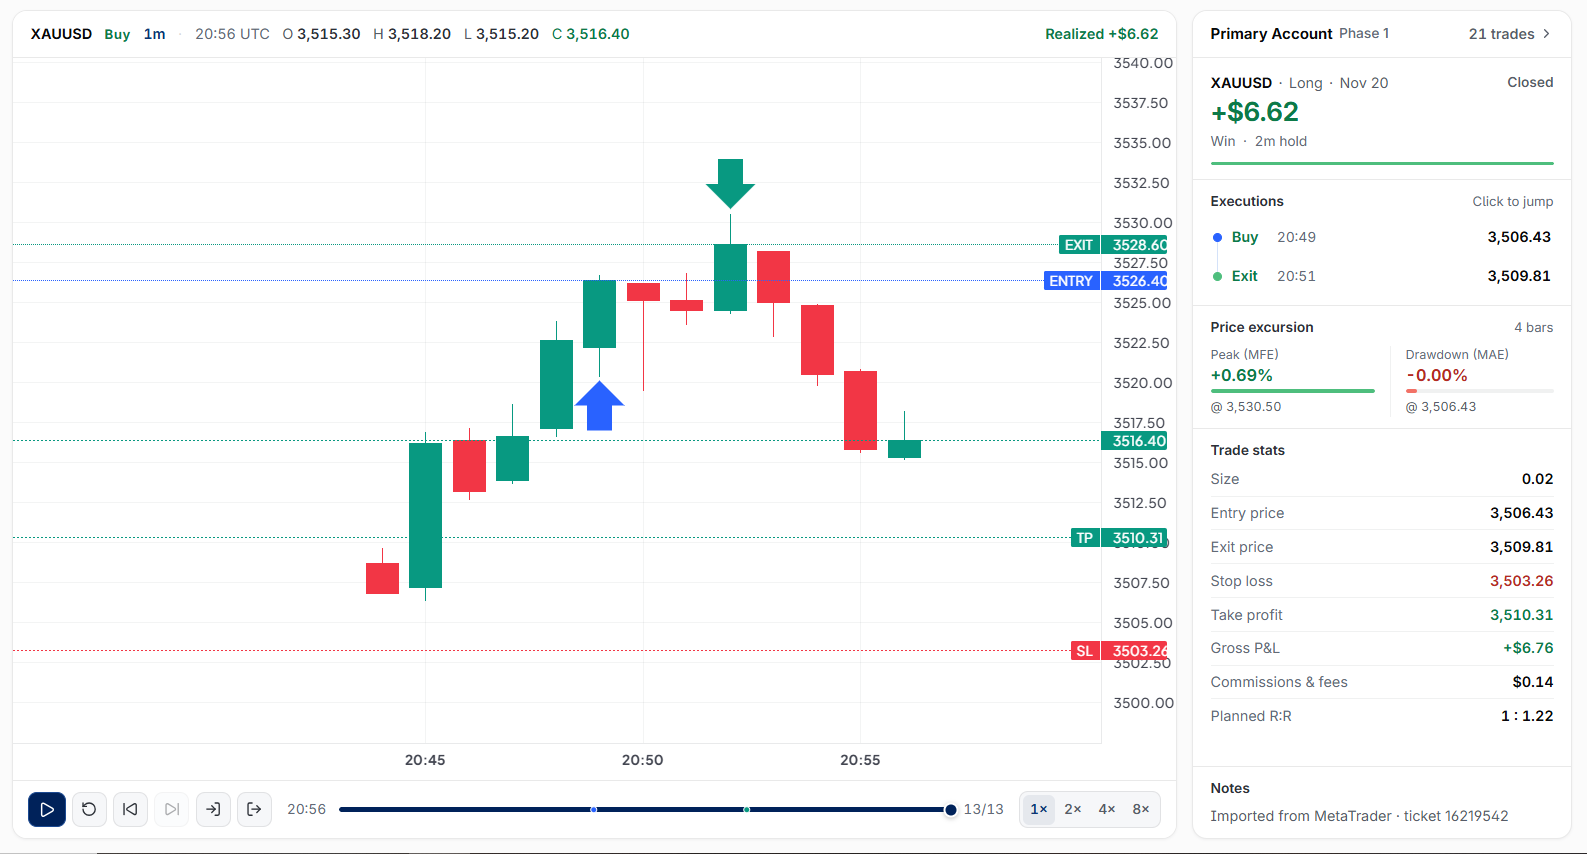 XAUUSD Buy 1m · 20:56 UTC O 3,515.30 H 3,518.20 L 3,515.20 C 3,516.40 Realized +$6.62
3540.00
3537.50
3535.00
3532.50
3530.00
EXIT 3528.60
3527.50
ENTRY 3526.40
3525.00
3522.50
3520.00
3517.50
3516.40
3515.00
3512.50
TP 3510.31
3507.50
3505.00
SL 3503.26
3502.50
3500.00
20:45 20:50 20:55
20:56 13/13 1× 2× 4× 8×
Primary Account Phase 1 21 trades
XAUUSD · Long · Nov 20 Closed
+$6.62
Win · 2m hold
Executions Click to jump
Buy 20:49 3,506.43
Exit 20:51 3,509.81
Price excursion 4 bars
Peak (MFE) Drawdown (MAE)
+0.69% -0.00%
@ 3,530.50 @ 3,506.43
Trade stats
Size 0.02
Entry price 3,506.43
Exit price 3,509.81
Stop loss 3,503.26
Take profit 3,510.31
Gross P&L +$6.76
Commissions & fees $0.14
Planned R:R 1 : 1.22
Notes
Imported from MetaTrader · ticket 16219542